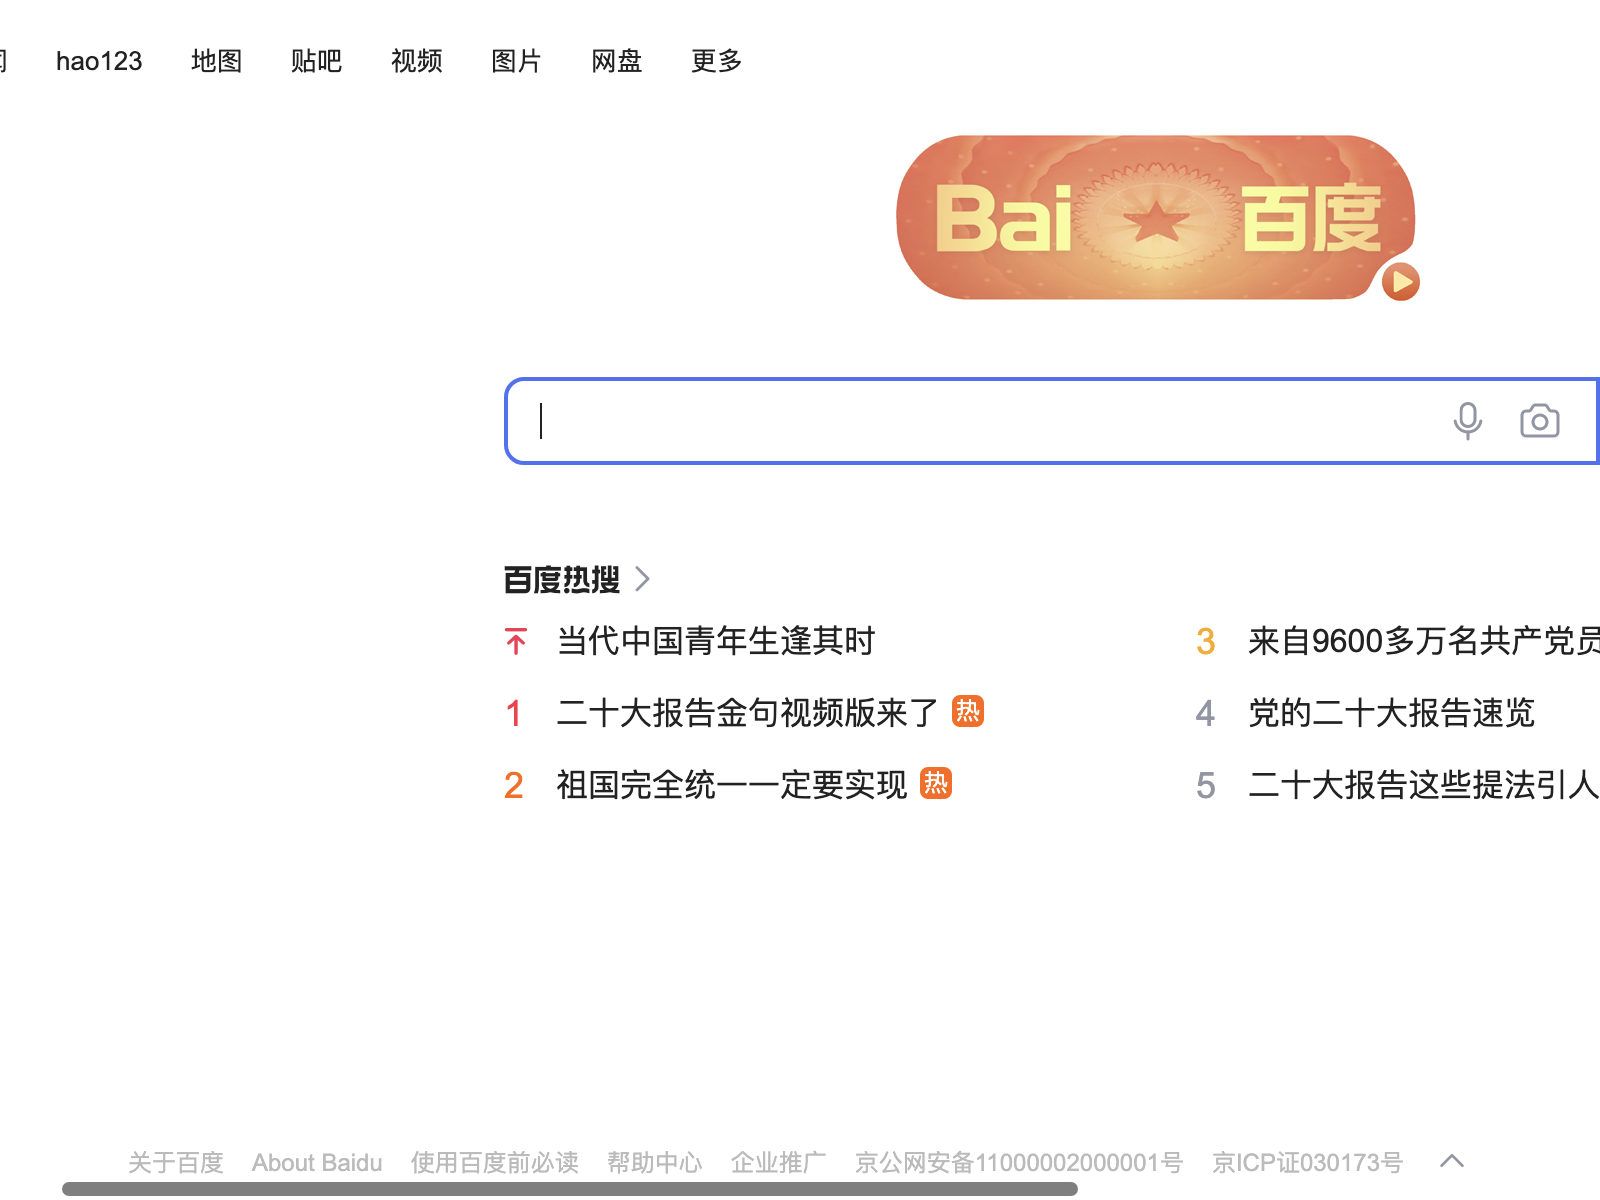 hao123 地图 贴吧 视频 图片 网盘 更多
Bai 百度
百度热搜
当代中国青年生逢其时
1 二十大报告金句视频版来了 热
2 祖国完全统一一定要实现 热
3 来自9600多万名共产党员
4 党的二十大报告速览
5 二十大报告这些提法引人
关于百度 About Baidu 使用百度前必读 帮助中心 企业推广 京公网安备11000002000001号 京ICP证030173号